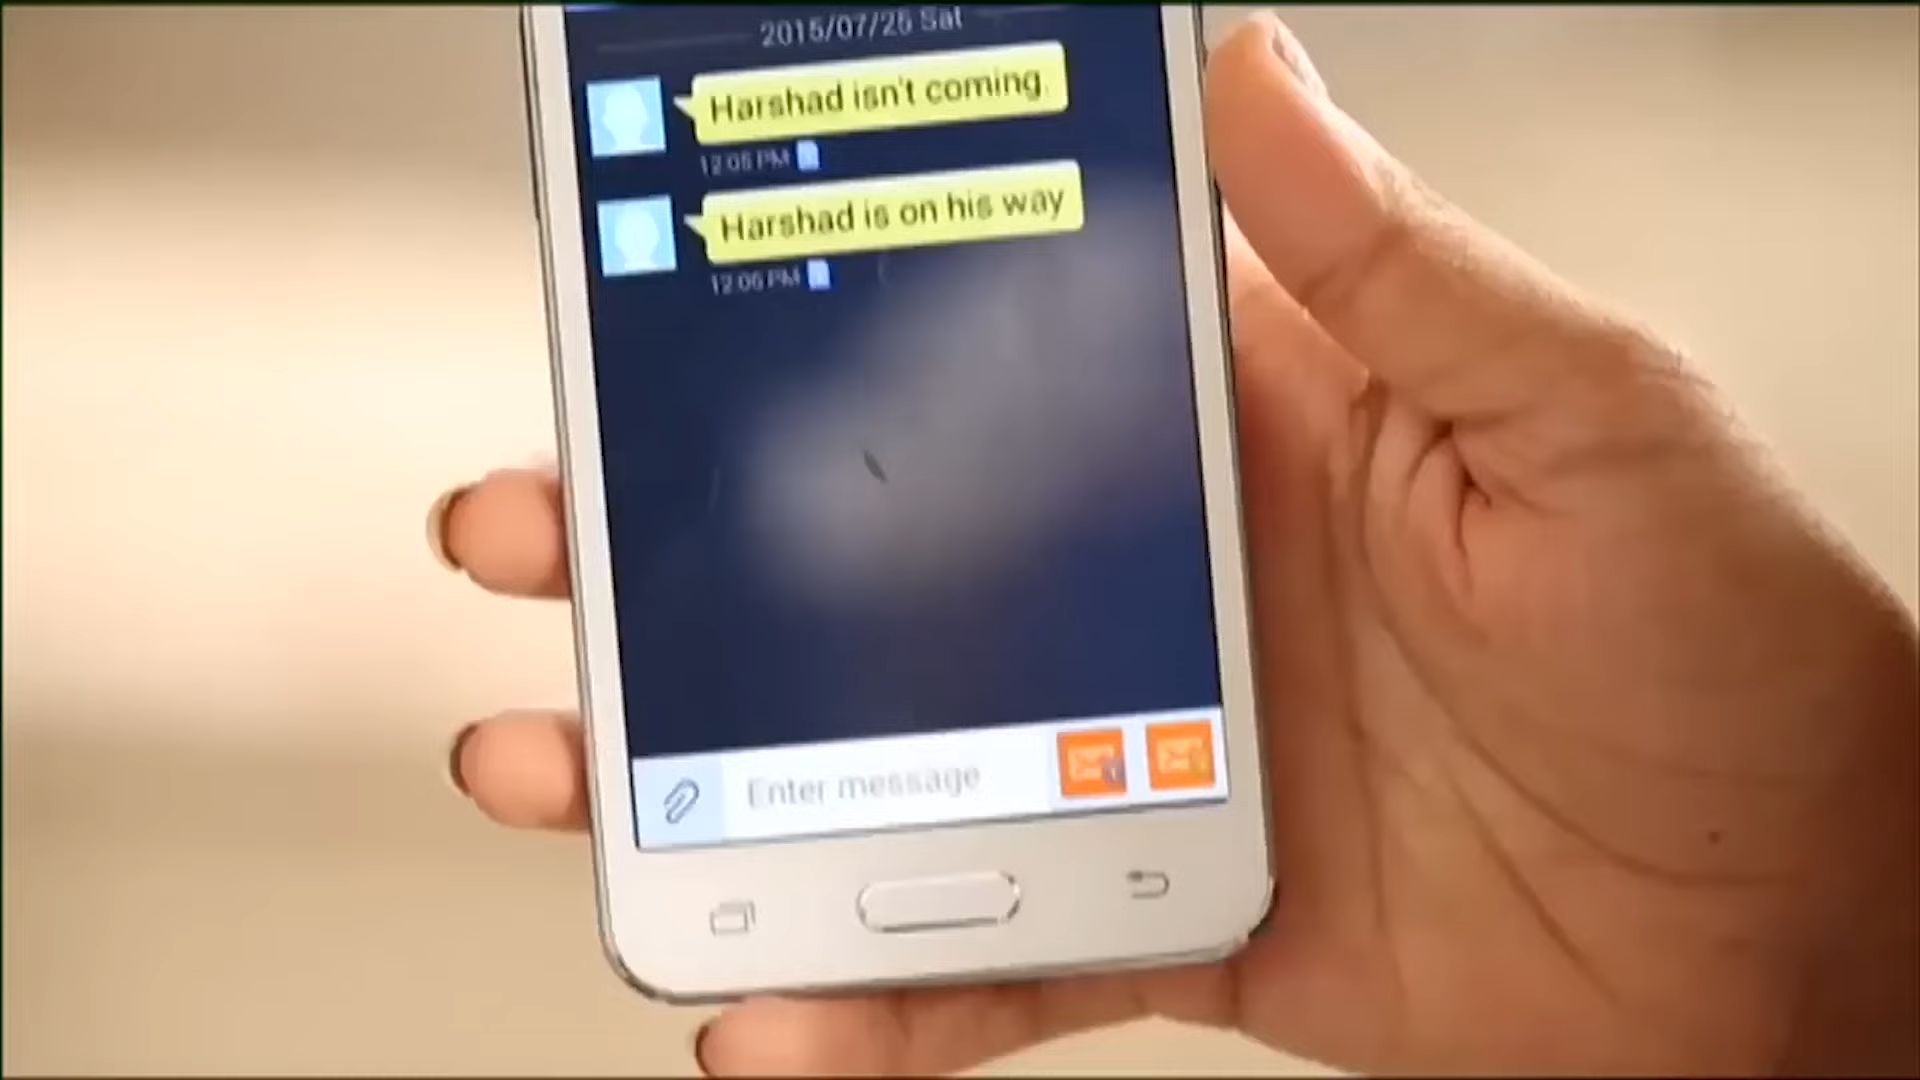 2015/07/25 Sat
Harshad isn't coming.
12:05 PM
Harshad is on his way
12:06 PM
Enter message